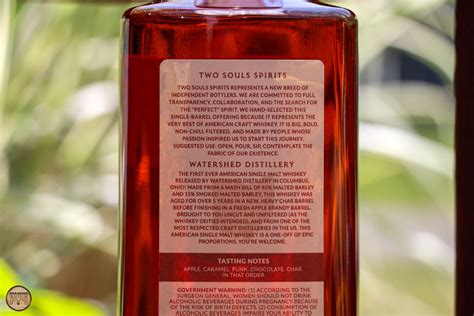 TWO SOULS SPIRITS
TWO SOULS SPIRITS REPRESENTS A NEW BREED OF
INDEPENDENT BOTTLERS. WE ARE COMMITTED TO FULL
TRANSPARENCY, COLLABORATION, AND THE SEARCH FOR
THE "PERFECT" SPIRIT. WE HAND-SELECTED THIS
SINGLE-BARREL OFFERING BECAUSE IT REPRESENTS THE
VERY BEST OF AMERICAN CRAFT WHISKEY. IT IS BIG, BOLD,
NON-CHILL FILTERED, AND MADE BY PEOPLE WHOSE
PASSION INSPIRED US TO START THIS JOURNEY.
SUGGESTED USE: OPEN, POUR, SIP, CONTEMPLATE THE
FABRIC OF OUR EXISTENCE.
WATERSHED DISTILLERY
THE FIRST EVER AMERICAN SINGLE MALT WHISKEY
RELEASED BY WATERSHED DISTILLERY IN COLUMBUS,
OHIO! MADE FROM A MASH BILL OF 85% MALTED BARLEY
AND 15% SMOKED MALTED BARLEY, THIS WHISKEY WAS
AGED FOR OVER 5 YEARS IN A NEW, HEAVY CHAR BARREL
BEFORE FINISHING IN A FRESH APPLE BRANDY BARREL.
BROUGHT TO YOU UNCUT AND UNFILTERED (AS THE
WHISKEY DEITIES INTENDED), AND FROM ONE OF THE
MOST RESPECTED CRAFT DISTILLERIES IN THE US, THIS
AMERICAN SINGLE MALT WHISKEY IS A ONE-OFF OF EPIC
PROPORTIONS. YOU'RE WELCOME.
TASTING NOTES
APPLE, CARAMEL, FUNK, CHOCOLATE, CHAR.
IN THAT ORDER.
GOVERNMENT WARNING: (1) ACCORDING TO
THE SURGEON GENERAL, WOMEN SHOULD NOT DRINK
ALCOHOLIC BEVERAGES DURING PREGNANCY BECAUSE
OF THE RISK OF BIRTH DEFECTS. (2) CONSUMPTION OF
ALCOHOLIC BEVERAGES IMPAIRS YOUR ABILITY TO